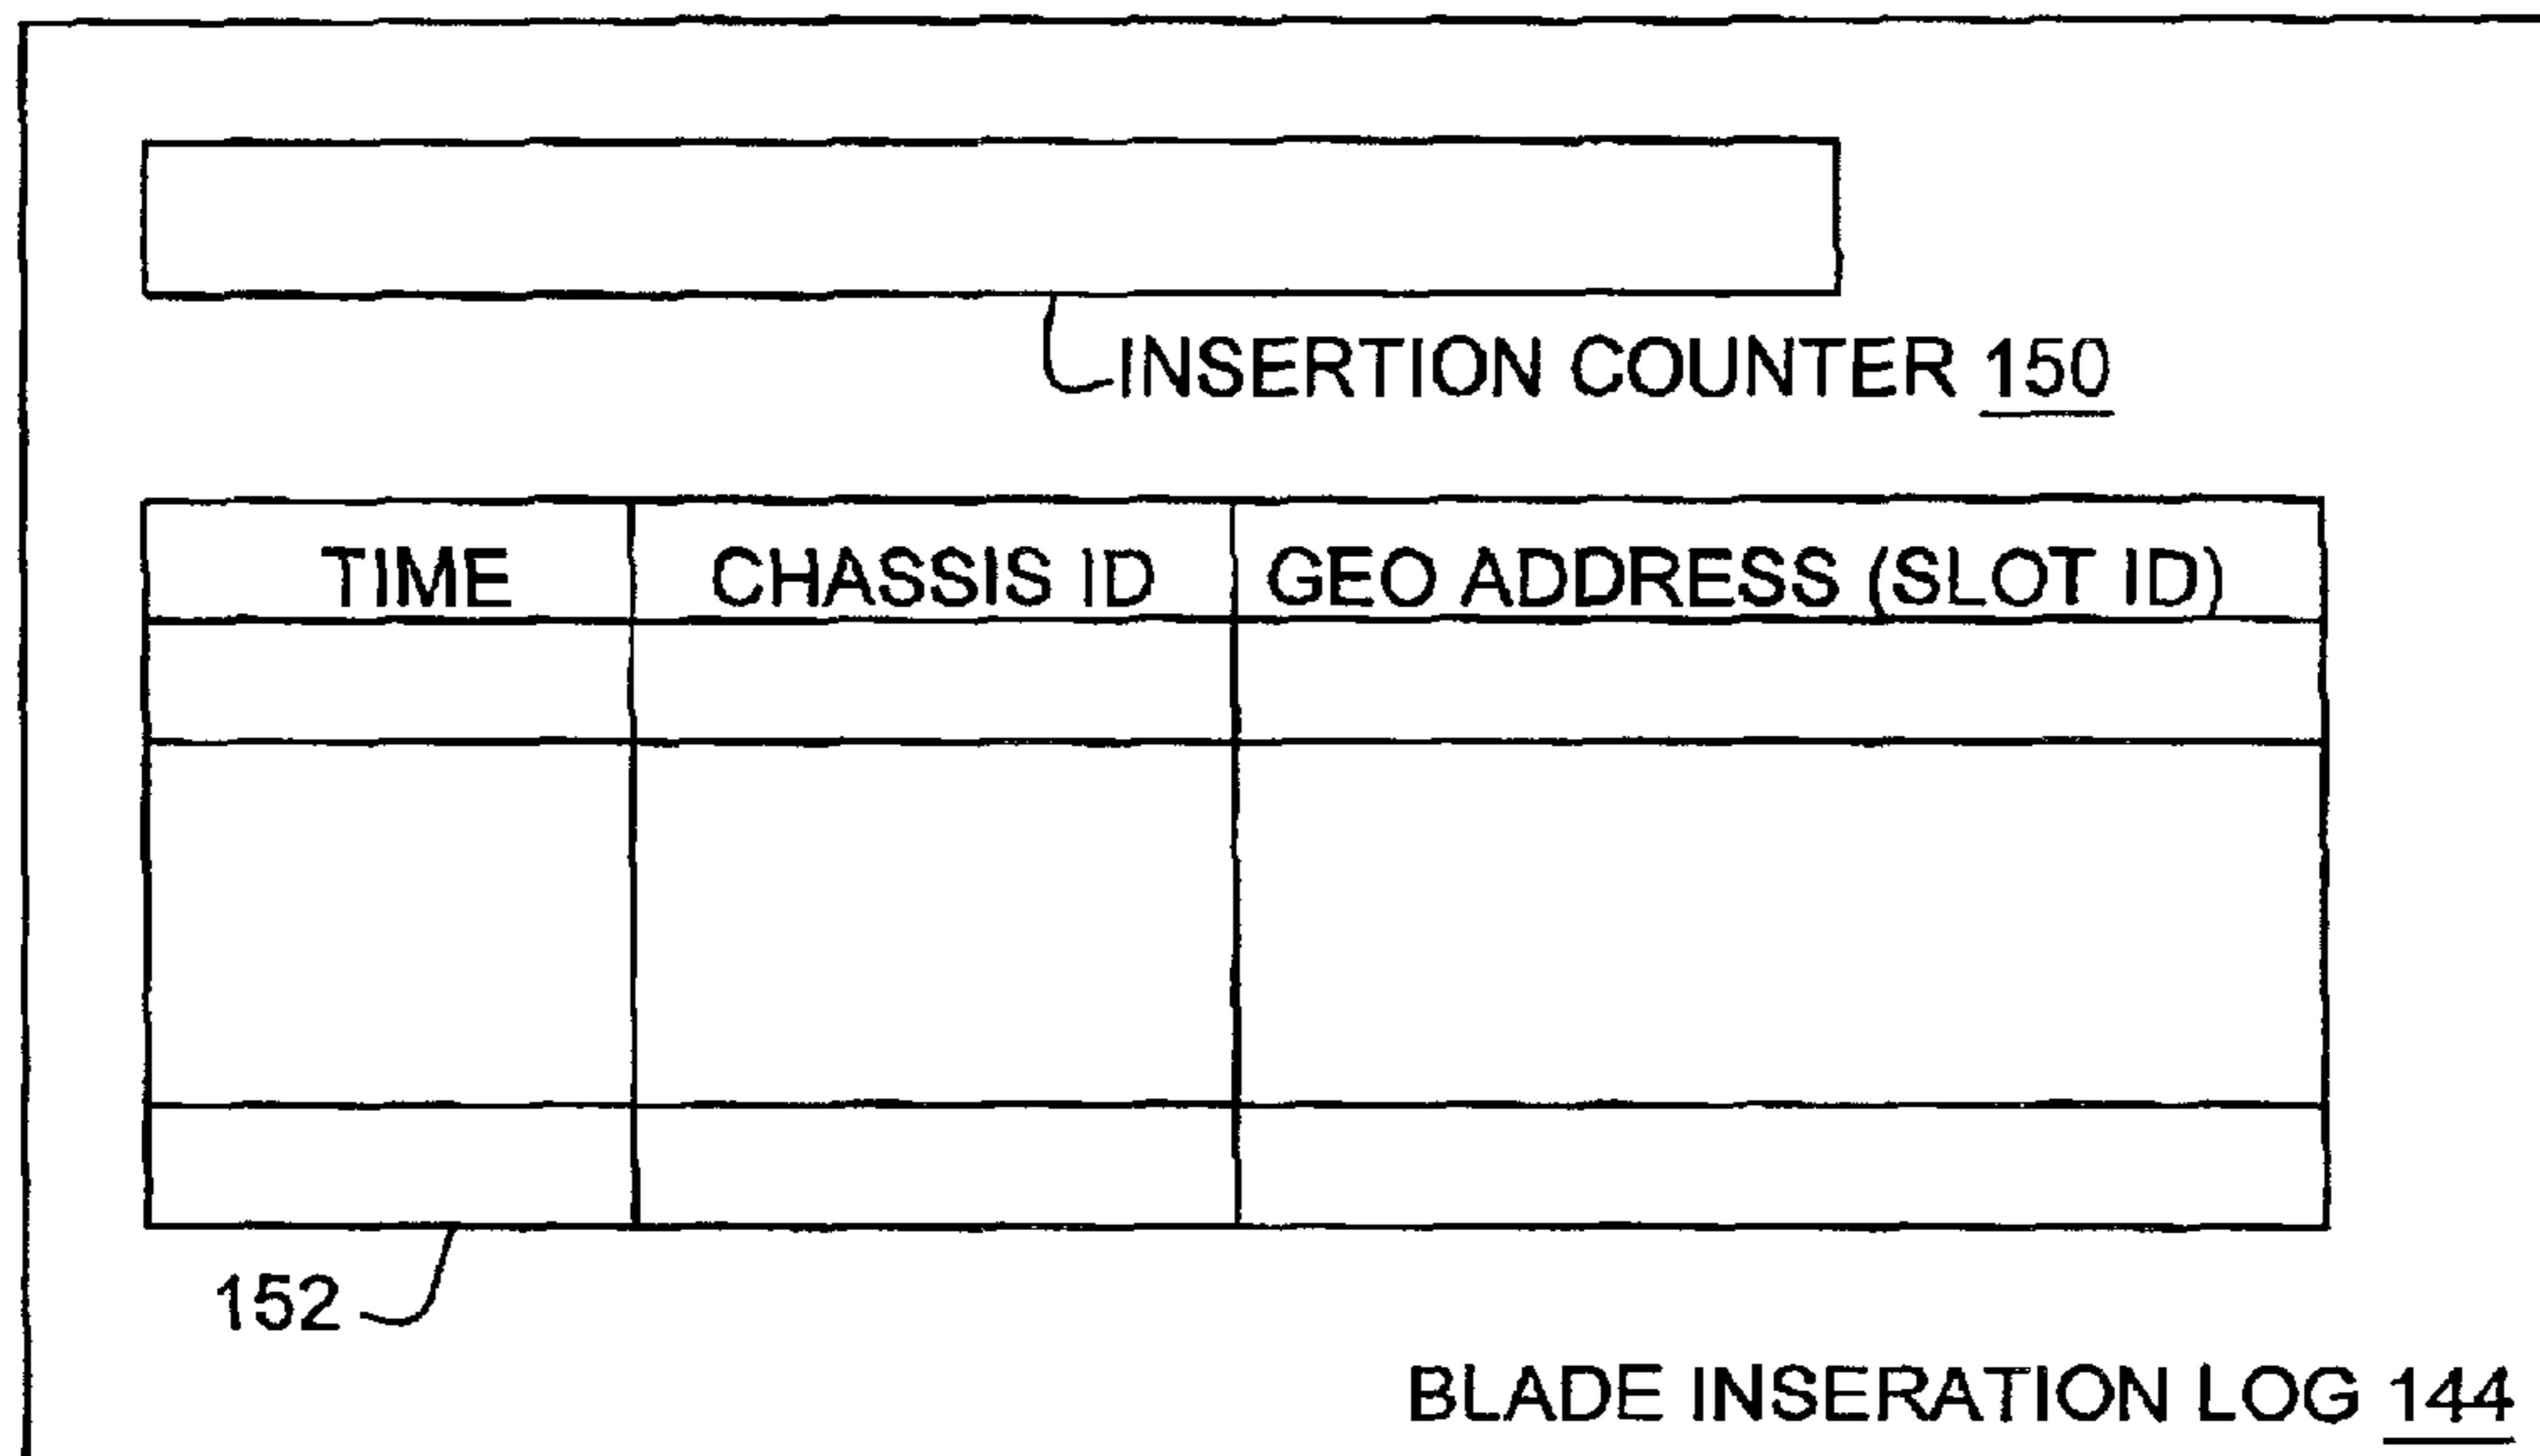 INSERTION COUNTER 150
TIME CHASSIS ID GEO ADDRESS (SLOT ID)
152
BLADE INSERATION LOG 144